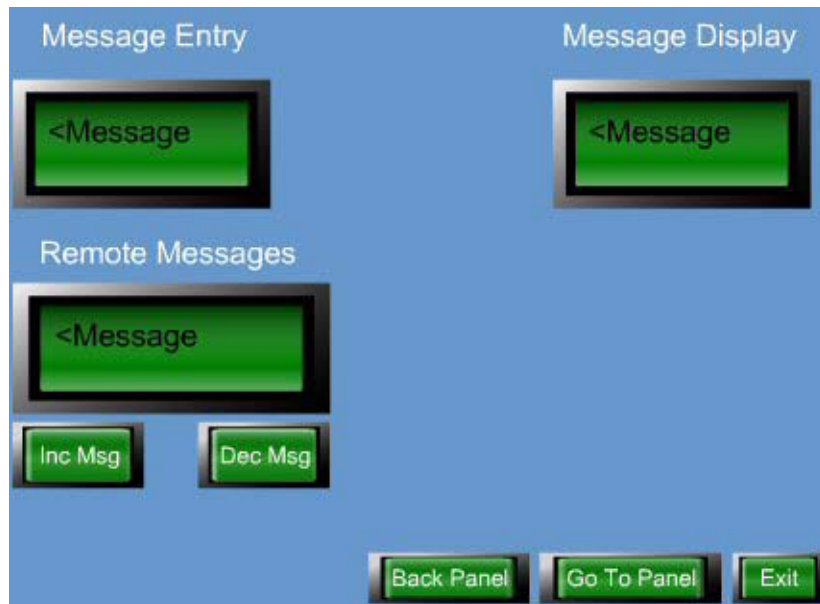 Message Entry
Message Display
<Message
<Message
Remote Messages
<Message
Inc Msg
Dec Msg
Back Panel
Go To Panel
Exit